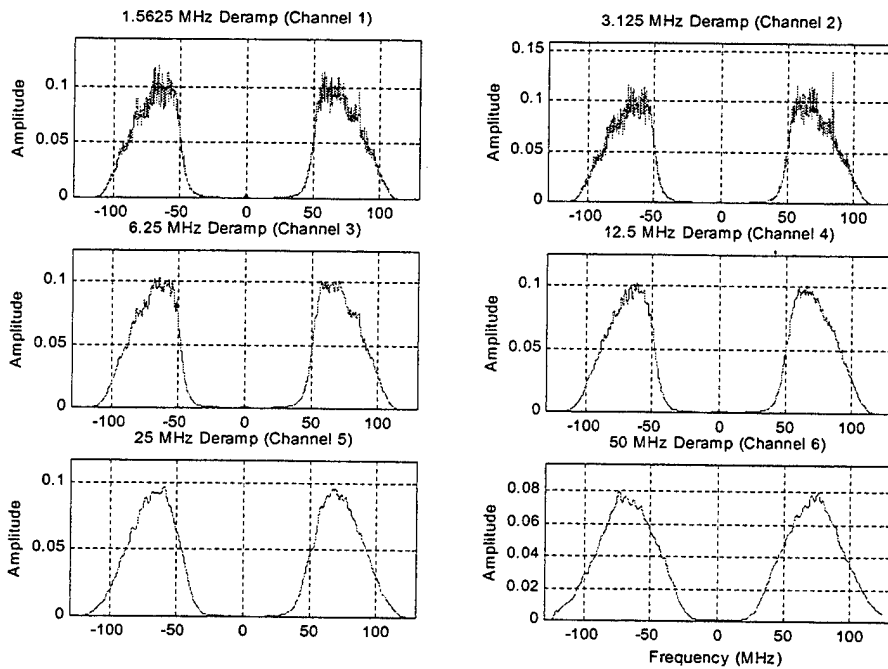 1.5625 MHz Deramp (Channel 1)
0.1
0.05
0
Amplitude
-100 -50 0 50 100
3.125 MHz Deramp (Channel 2)
0.15
0.1
0.05
0
Amplitude
-100 -50 0 50 100
6.25 MHz Deramp (Channel 3)
0.1
0.05
0
Amplitude
-100 -50 0 50 100
12.5 MHz Deramp (Channel 4)
0.1
0.05
0
Amplitude
-100 -50 0 50 100
25 MHz Deramp (Channel 5)
0.1
0.05
0
Amplitude
-100 -50 0 50 100
50 MHz Deramp (Channel 6)
0.08
0.06
0.04
0.02
0
Amplitude
-100 -50 0 50 100
Frequency (MHz)